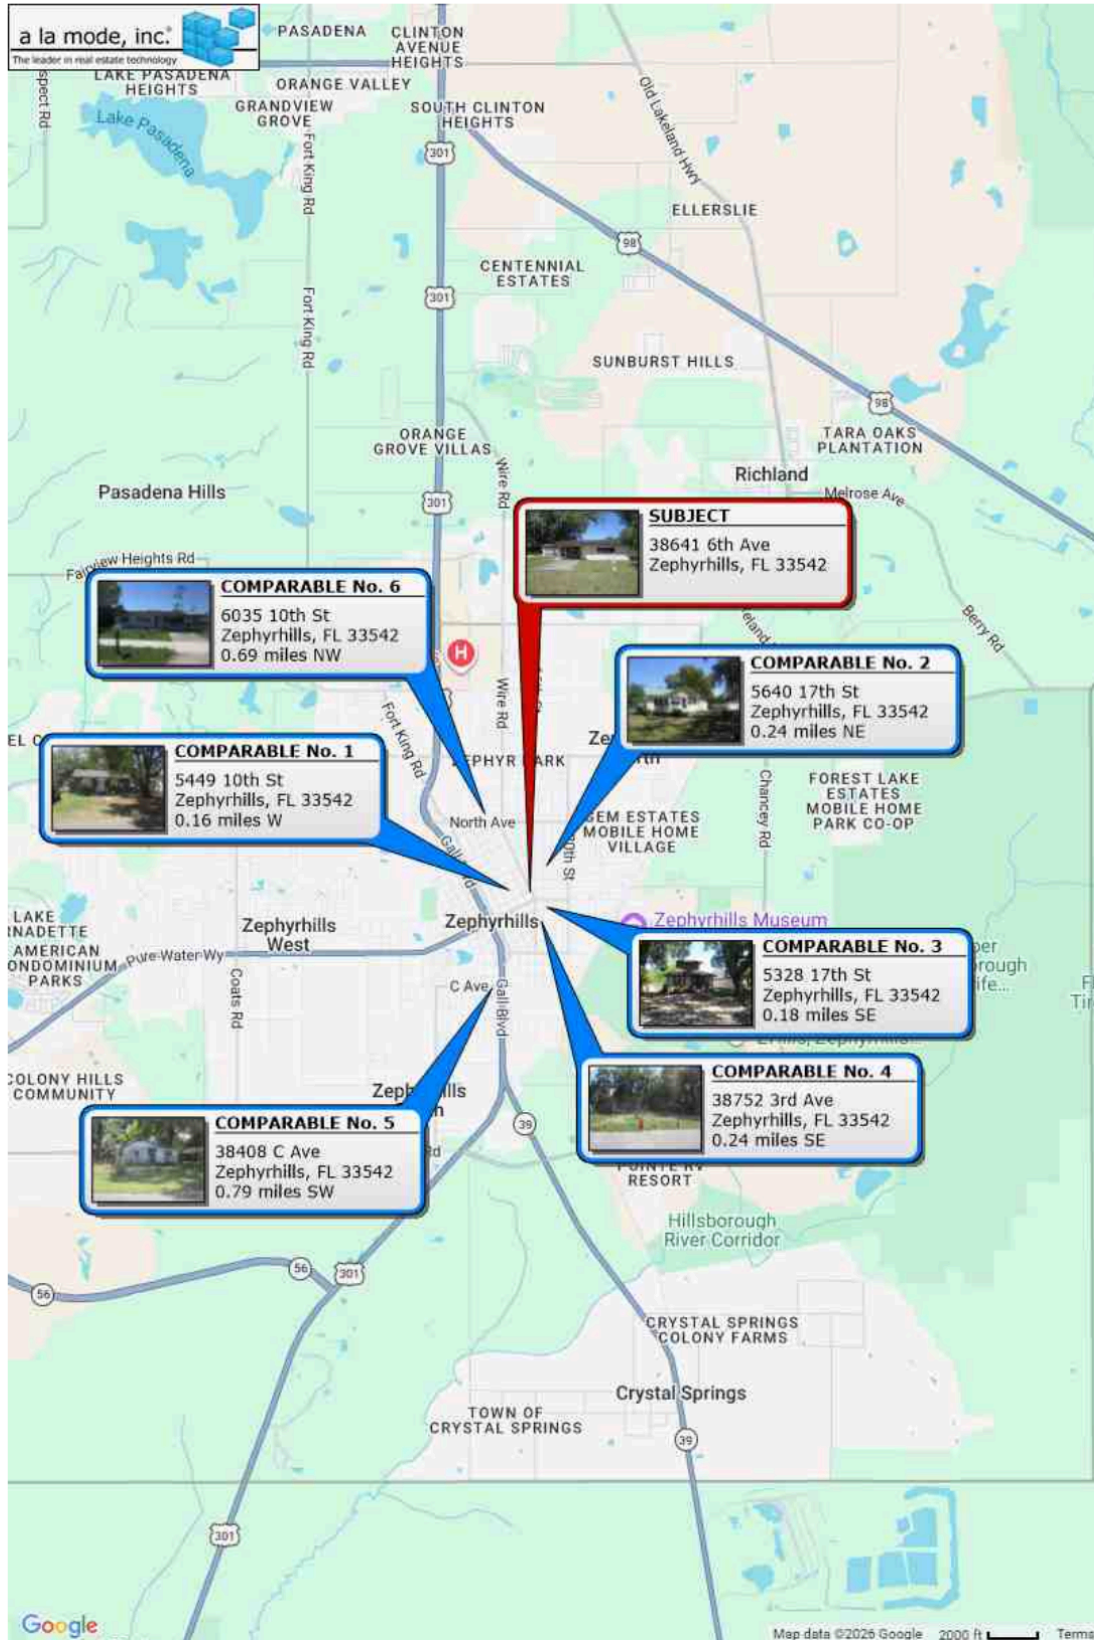 a la mode, inc.
The leader in real estate technology
PASADENA
CLINTON
AVENUE
HEIGHTS
LAKE PASADENA
HEIGHTS
ORANGE VALLEY
GRANDVIEW
GROVE
SOUTH CLINTON
HEIGHTS
Lake Pasadena
Fort King Rd
301
Old Lakeland Hwy
ELLERSLIE
98
CENTENNIAL
ESTATES
Fort King Rd
301
SUNBURST HILLS
98
ORANGE
GROVE VILLAS
TARA OAKS
PLANTATION
Wire Rd
Richland
Pasadena Hills
301
Melrose Ave
SUBJECT
38641 6th Ave
Zephyrhills, FL 33542
Fairview Heights Rd
COMPARABLE No. 6
6035 10th St
Zephyrhills, FL 33542
0.69 miles NW
Berry Rd
H
COMPARABLE No. 2
5640 17th St
Zephyrhills, FL 33542
0.24 miles NE
Wire Rd
Fort King Rd
COMPARABLE No. 1
5449 10th St
Zephyrhills, FL 33542
0.16 miles W
Chancey Rd
FOREST LAKE
ESTATES
MOBILE HOME
PARK CO-OP
North Ave
GEM ESTATES
MOBILE HOME
VILLAGE
LAKE
RNADETTE
AMERICAN
ONDOMINIUM
PARKS
Zephyrhills
West
Zephyrhills
Zephyrhills Museum
Pure Water Wy
COMPARABLE No. 3
5328 17th St
Zephyrhills, FL 33542
0.18 miles SE
Coats Rd
C Ave
Gall Blvd
COMPARABLE No. 4
38752 3rd Ave
Zephyrhills, FL 33542
0.24 miles SE
COLONY HILLS
COMMUNITY
COMPARABLE No. 5
38408 C Ave
Zephyrhills, FL 33542
0.79 miles SW
39
RESORT
Hillsborough
River Corridor
56
301
56
CRYSTAL SPRINGS
COLONY FARMS
Crystal Springs
TOWN OF
CRYSTAL SPRINGS
39
301
Google
Map data ©2026 Google 2000 ft Terms